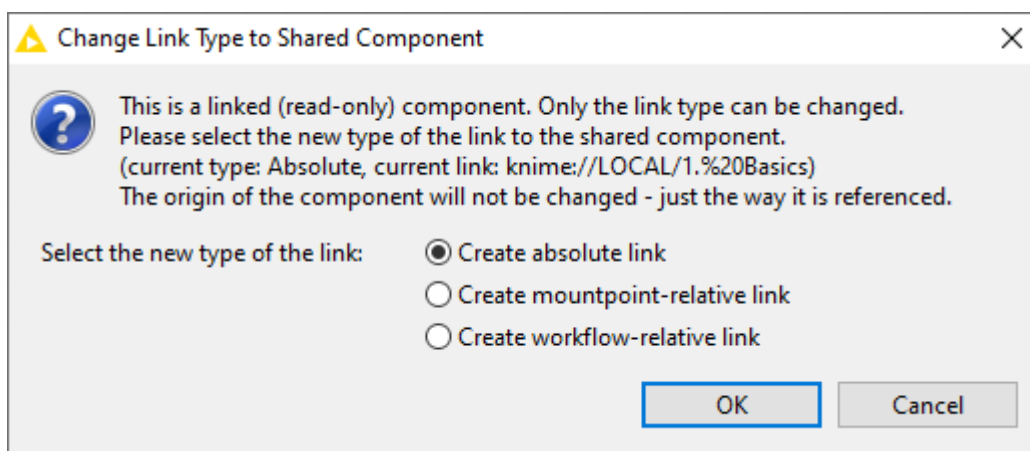 Change Link Type to Shared Component
This is a linked (read-only) component. Only the link type can be changed.
Please select the new type of the link to the shared component.
(current type: Absolute, current link: knime://LOCAL/1.%20Basics)
The origin of the component will not be changed - just the way it is referenced.
Select the new type of the link:
Create absolute link
Create mountpoint-relative link
Create workflow-relative link
OK
Cancel